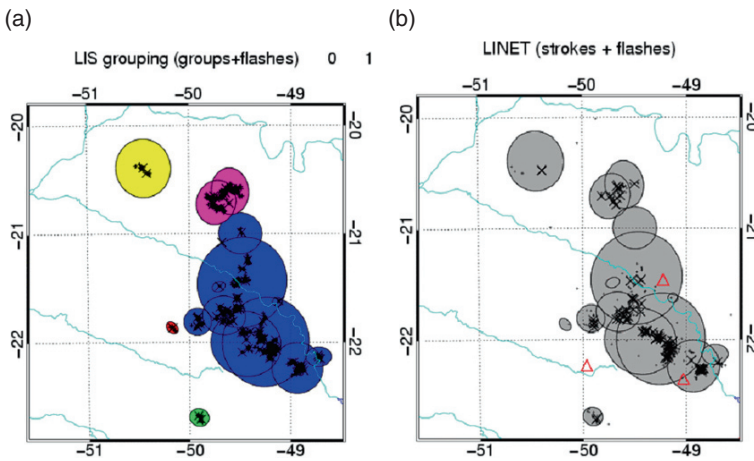 (a)
(b)
LIS grouping (groups+flashes) 0 1
LINET (strokes + flashes)
−51 −50 −49
−51 −50 −49
−20 −20
−20 −20
−21 −21
−21 −21
−22 −22
−22 −22
−51 −50 −49
−51 −50 −49